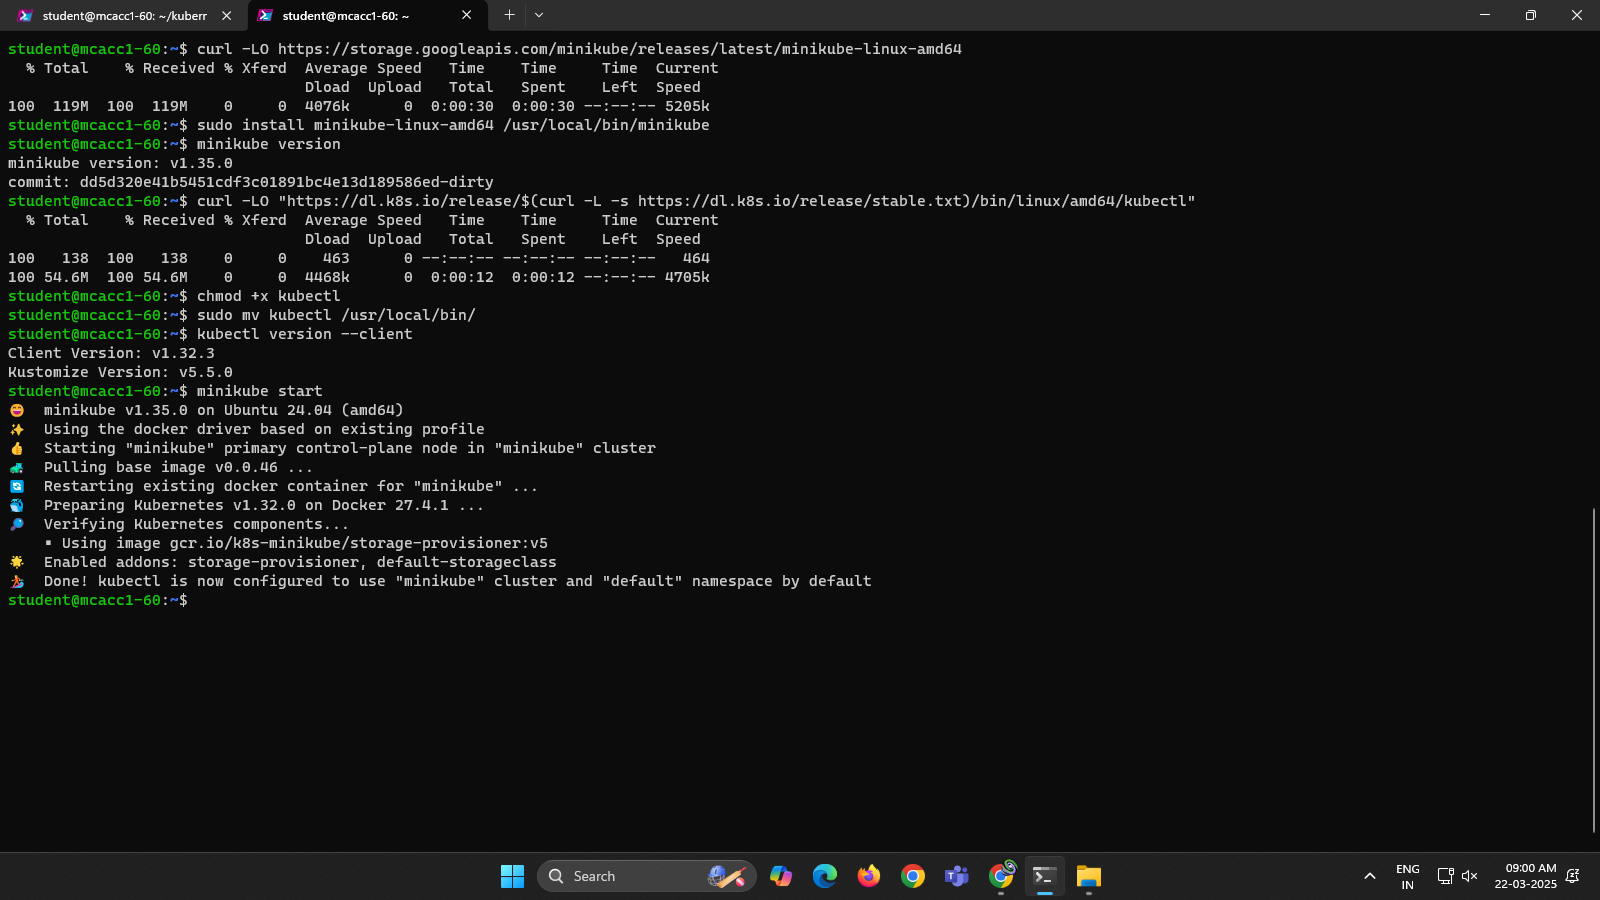 student@mcacc1-60: ~/kuberr
student@mcacc1-60: ~
student@mcacc1-60:~$ curl -LO https://storage.googleapis.com/minikube/releases/latest/minikube-linux-amd64
  % Total    % Received % Xferd  Average Speed   Time    Time     Time  Current
                                 Dload  Upload   Total   Spent    Left  Speed
100  119M  100  119M    0     0  4076k      0  0:00:30  0:00:30 --:--:-- 5205k
student@mcacc1-60:~$ sudo install minikube-linux-amd64 /usr/local/bin/minikube
student@mcacc1-60:~$ minikube version
minikube version: v1.35.0
commit: dd5d320e41b5451cdf3c01891bc4e13d189586ed-dirty
student@mcacc1-60:~$ curl -LO "https://dl.k8s.io/release/$(curl -L -s https://dl.k8s.io/release/stable.txt)/bin/linux/amd64/kubectl"
  % Total    % Received % Xferd  Average Speed   Time    Time     Time  Current
                                 Dload  Upload   Total   Spent    Left  Speed
100   138  100   138    0     0    463      0 --:--:-- --:--:-- --:--:--   464
100 54.6M  100 54.6M    0     0  4468k      0  0:00:12  0:00:12 --:--:-- 4705k
student@mcacc1-60:~$ chmod +x kubectl
student@mcacc1-60:~$ sudo mv kubectl /usr/local/bin/
student@mcacc1-60:~$ kubectl version --client
Client Version: v1.32.3
Kustomize Version: v5.5.0
student@mcacc1-60:~$ minikube start
😄  minikube v1.35.0 on Ubuntu 24.04 (amd64)
✨  Using the docker driver based on existing profile
👍  Starting "minikube" primary control-plane node in "minikube" cluster
🚜  Pulling base image v0.0.46 ...
🔄  Restarting existing docker container for "minikube" ...
🐳  Preparing Kubernetes v1.32.0 on Docker 27.4.1 ...
🔎  Verifying Kubernetes components...
    ▪ Using image gcr.io/k8s-minikube/storage-provisioner:v5
🌟  Enabled addons: storage-provisioner, default-storageclass
🏄  Done! kubectl is now configured to use "minikube" cluster and "default" namespace by default
student@mcacc1-60:~$
Search
ENG
IN
09:00 AM
22-03-2025